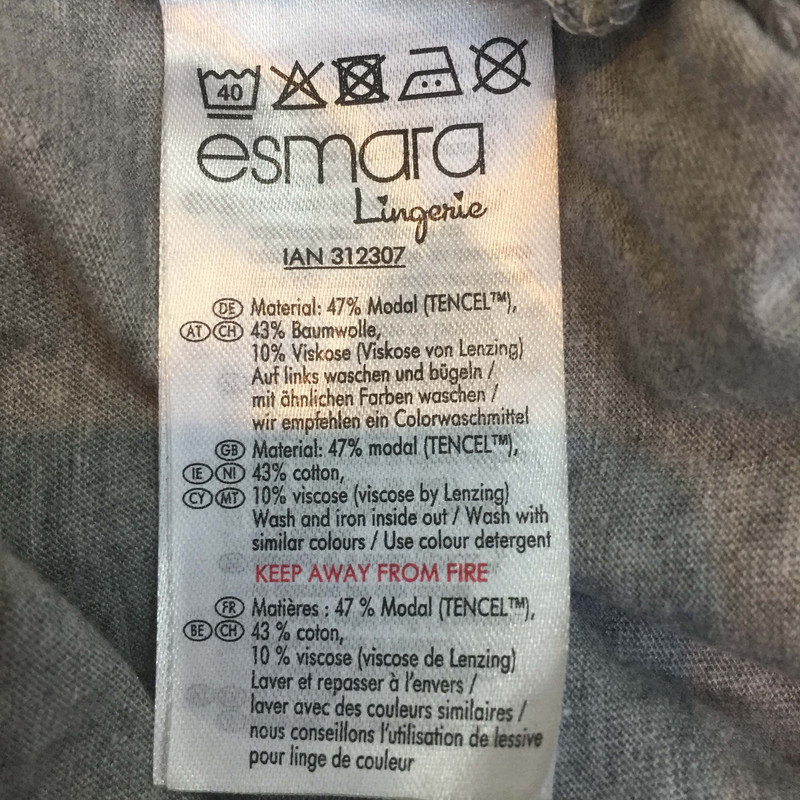 40
esmara
Lingerie
IAN 312307
DE Material: 47% Modal (TENCEL™),
AT CH 43% Baumwolle,
10% Viskose (Viskose von Lenzing)
Auf links waschen und bügeln /
mit ähnlichen Farben waschen /
wir empfehlen ein Colorwaschmittel
GB Material: 47% modal (TENCEL™),
IE NI 43% cotton,
CY MT 10% viscose (viscose by Lenzing)
Wash and iron inside out / Wash with
similar colours / Use colour detergent
KEEP AWAY FROM FIRE
FR Matières : 47 % Modal (TENCEL™),
BE CH 43 % coton,
10 % viscose (viscose de Lenzing)
Laver et repasser à l'envers /
laver avec des couleurs similaires /
nous conseillons l'utilisation de lessive
pour linge de couleur